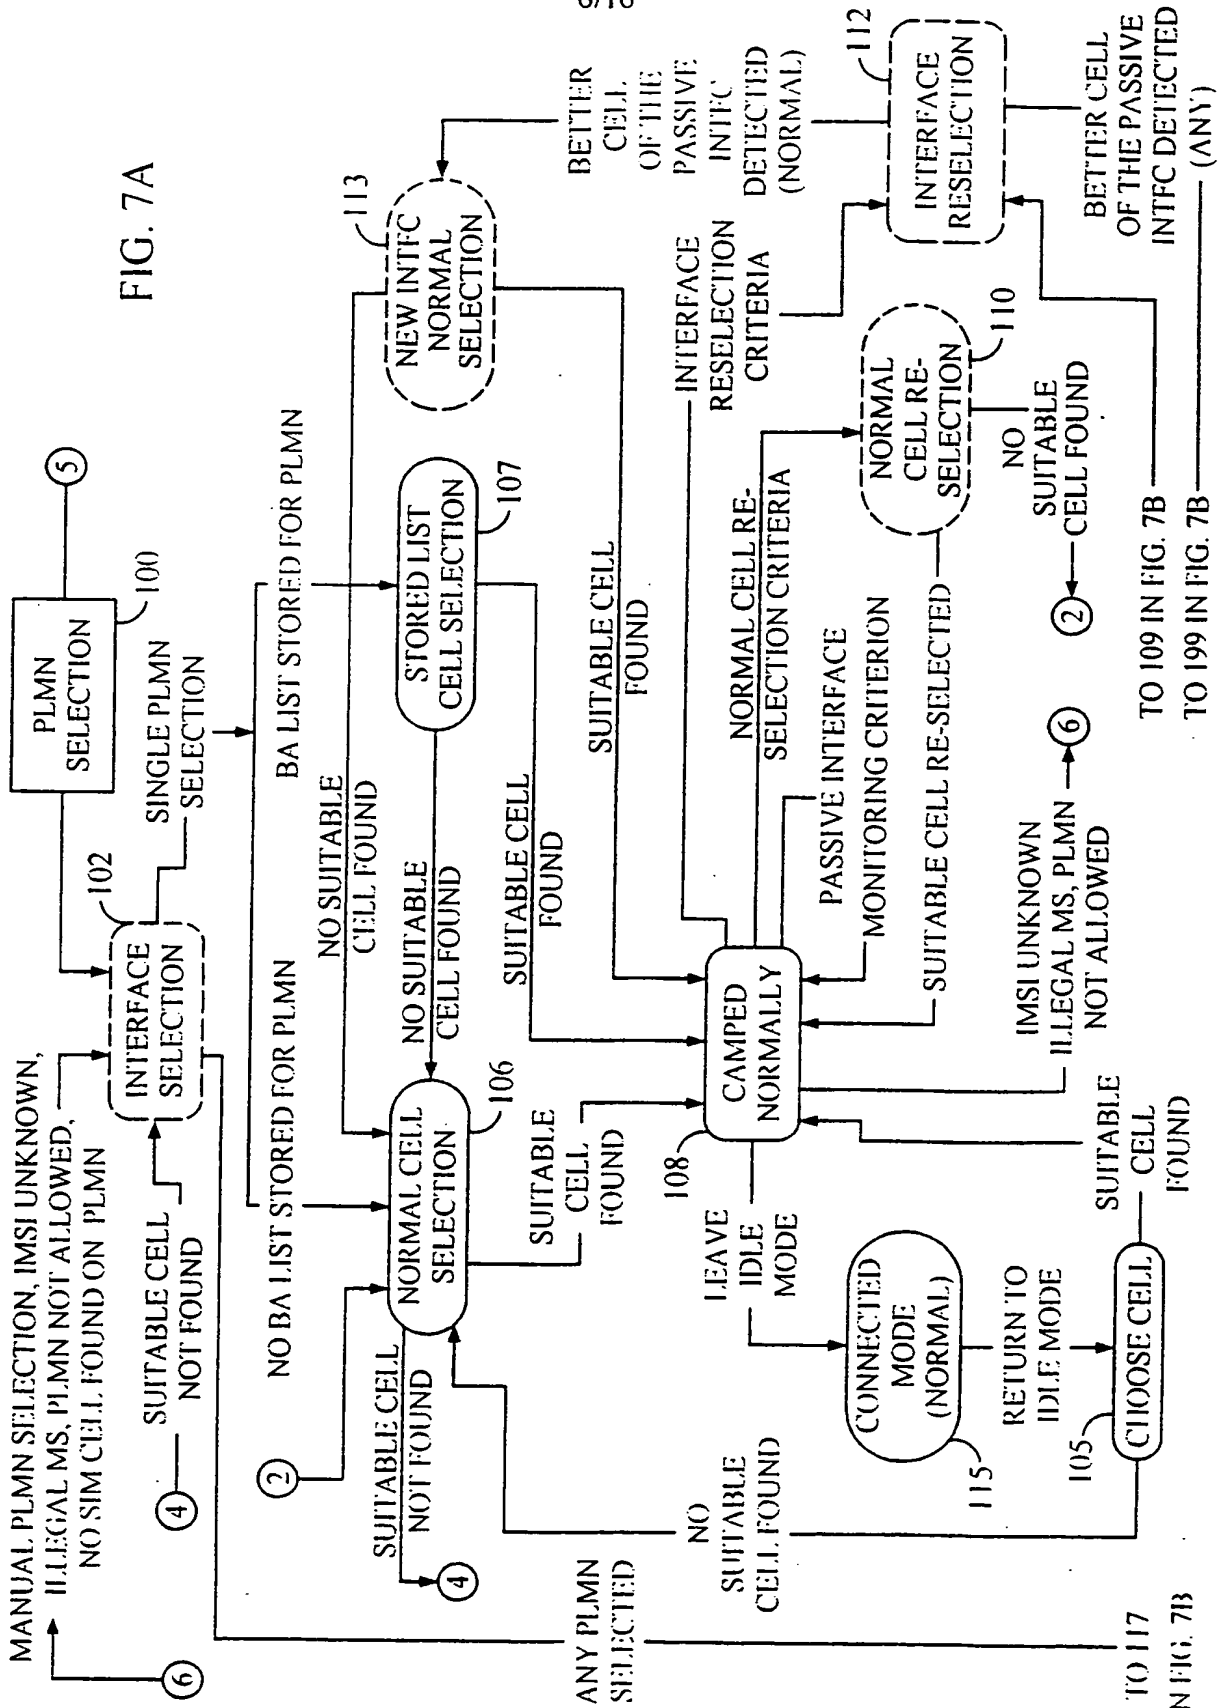 6/16
FIG. 7A
MANUAL PLMN SELECTION, IMSI UNKNOWN,
ILLEGAL MS, PLMN NOT ALLOWED,
NO SIM CELL FOUND ON PLMN
6
PLMN
SELECTION
100
5
102
INTERFACE
SELECTION
SINGLE PLMN
SELECTION
4
SUITABLE CELL
NOT FOUND
NO BA LIST STORED FOR PLMN
BA LIST STORED FOR PLMN
2
NO SUITABLE
CELL FOUND
SUITABLE CELL
NOT FOUND
4
NORMAL CELL
SELECTION
106
NO SUITABLE
CELL FOUND
STORED LIST
CELL SELECTION
107
NEW INTFC
NORMAL
SELECTION
113
SUITABLE
CELL
FOUND
SUITABLE CELL
FOUND
SUITABLE CELL
FOUND
BETTER
CELL
OF THE
PASSIVE
INTFC
DETECTED
(NORMAL)
ANY PLMN
SELECTED
NO
SUITABLE
CELL FOUND
LEAVE
IDLE
MODE
108
CAMPED
NORMALLY
INTERFACE
RESELECTION
CRITERIA
NORMAL CELL RE-
SELECTION CRITERIA
PASSIVE INTERFACE
MONITORING CRITERION
SUITABLE CELL RE-SELECTED
CONNECTED
MODE
(NORMAL)
115
NORMAL
CELL RE-
SELECTION
110
INTERFACE
RESELECTION
112
RETURN TO
IDLE MODE
IMSI UNKNOWN
ILLEGAL MS, PLMN
NOT ALLOWED
6
NO
SUITABLE
CELL FOUND
2
105
CHOOSE CELL
SUITABLE
CELL
FOUND
BETTER CELL
OF THE PASSIVE
INTFC DETECTED
(ANY)
TO 109 IN FIG. 7B
TO 199 IN FIG. 7B
TO 117
N FIG. 7B